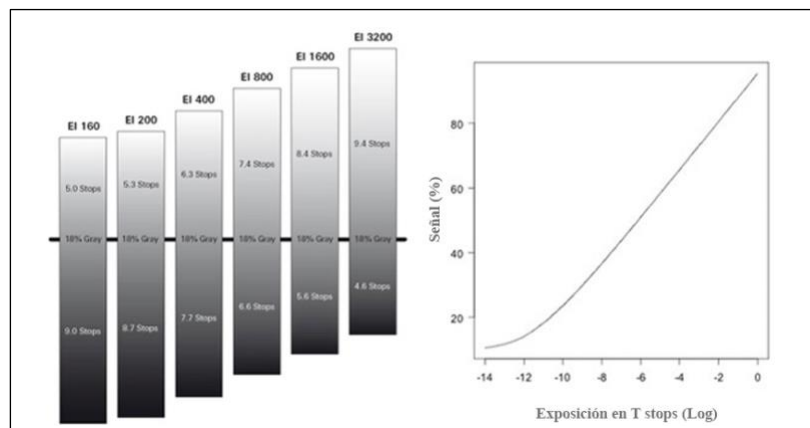 EI 160
EI 200
EI 400
EI 800
EI 1600
EI 3200
5.0 Stops
5.3 Stops
6.3 Stops
7.4 Stops
8.4 Stops
9.4 Stops
18% Gray
18% Gray
18% Gray
18% Gray
18% Gray
18% Gray
9.0 Stops
8.7 Stops
7.7 Stops
6.6 Stops
5.6 Stops
4.6 Stops
Señal (%)
80
60
40
20
-14 -12 -10 -8 -6 -4 -2 0
Exposición en T stops (Log)